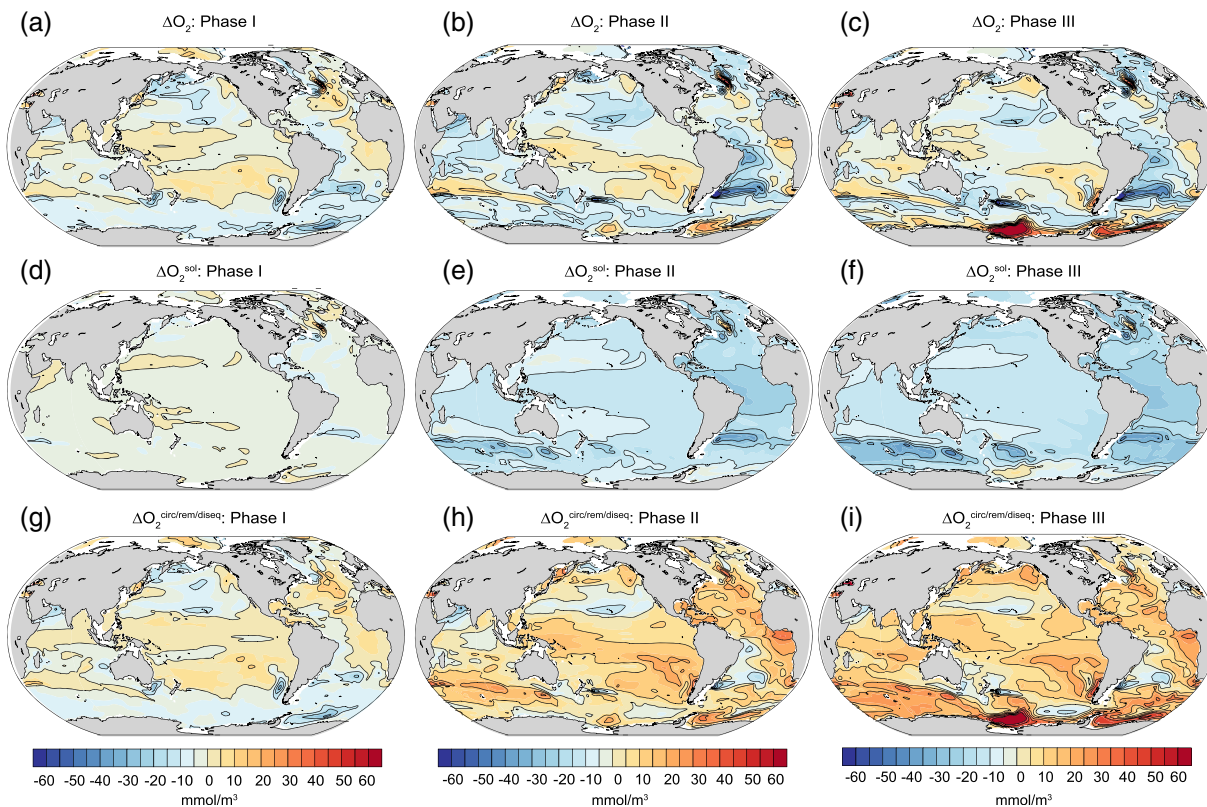 (a) ΔO₂: Phase I
(b) ΔO₂: Phase II
(c) ΔO₂: Phase III
(d) ΔO₂ˢᵒˡ: Phase I
(e) ΔO₂ˢᵒˡ: Phase II
(f) ΔO₂ˢᵒˡ: Phase III
(g) ΔO₂ᶜⁱʳᶜ/ʳᵉᵐ/ᵈⁱˢᵉq: Phase I
(h) ΔO₂ᶜⁱʳᶜ/ʳᵉᵐ/ᵈⁱˢᵉq: Phase II
(i) ΔO₂ᶜⁱʳᶜ/ʳᵉᵐ/ᵈⁱˢᵉq: Phase III
-60 -50 -40 -30 -20 -10 0 10 20 30 40 50 60
mmol/m³
-60 -50 -40 -30 -20 -10 0 10 20 30 40 50 60
mmol/m³
-60 -50 -40 -30 -20 -10 0 10 20 30 40 50 60
mmol/m³